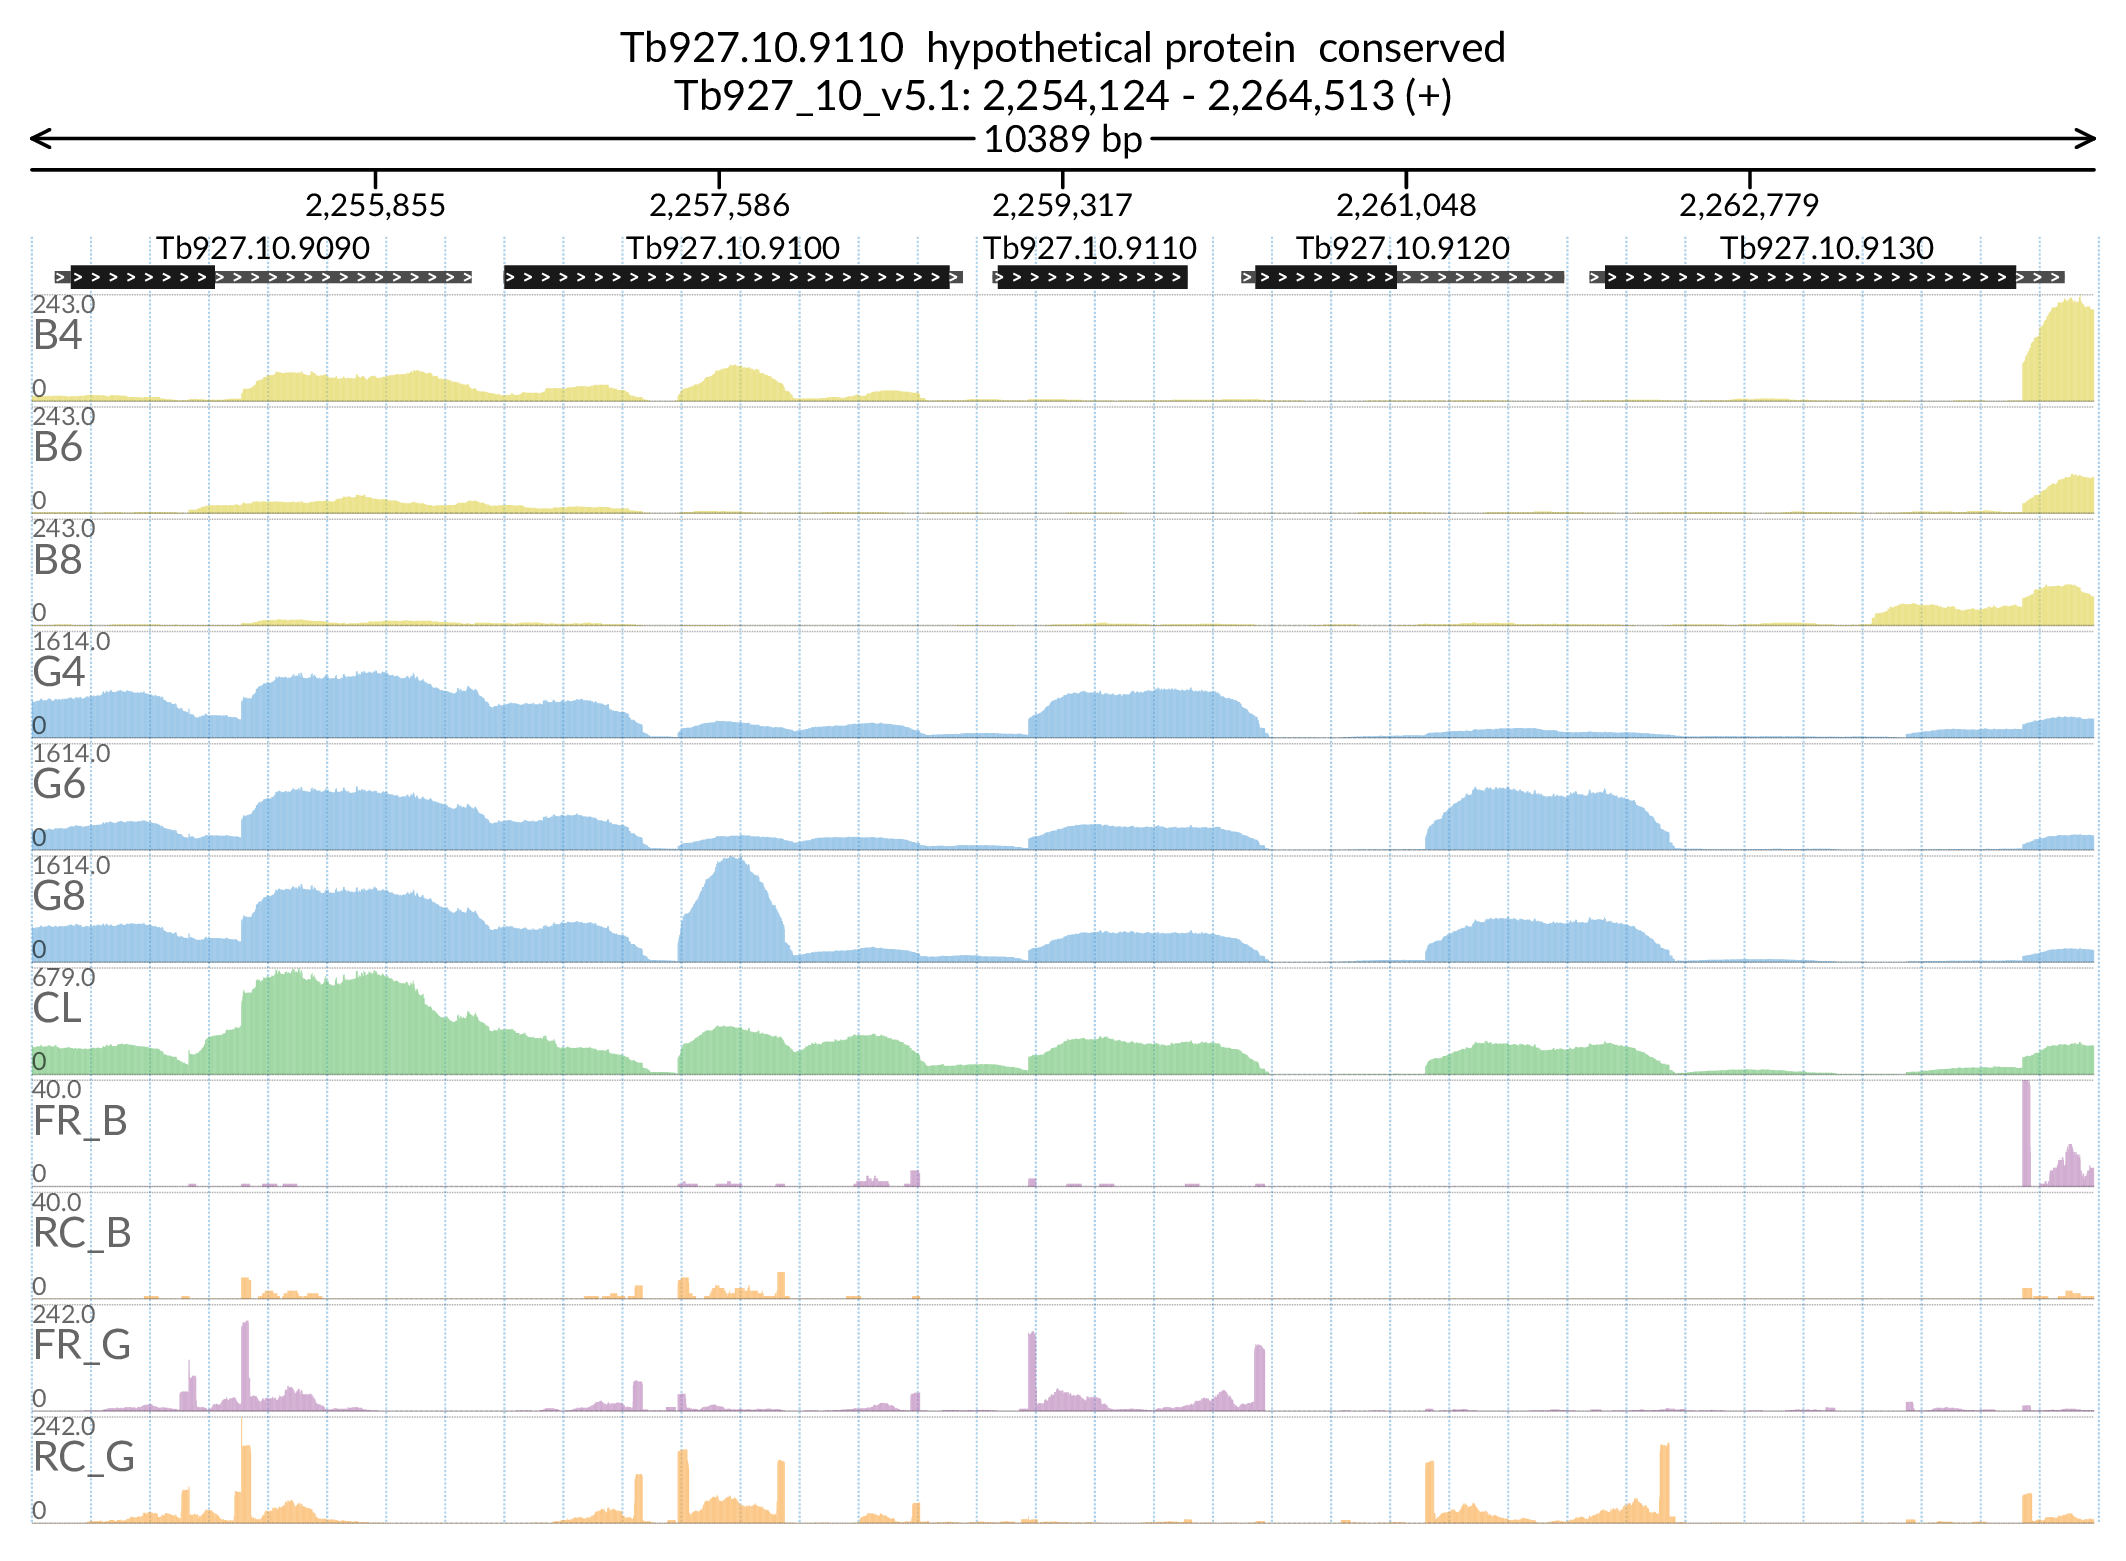 Tb927.10.9110  hypothetical protein  conserved
Tb927_10_v5.1: 2,254,124 - 2,264,513 (+)
10389 bp
2,255,855 2,257,586 2,259,317 2,261,048 2,262,779
Tb927.10.9090 Tb927.10.9100 Tb927.10.9110 Tb927.10.9120 Tb927.10.9130
243.0
B4
0
243.0
B6
0
243.0
B8
0
1614.0
G4
0
1614.0
G6
0
1614.0
G8
0
679.0
CL
0
40.0
FR_B
0
40.0
RC_B
0
242.0
FR_G
0
242.0
RC_G
0